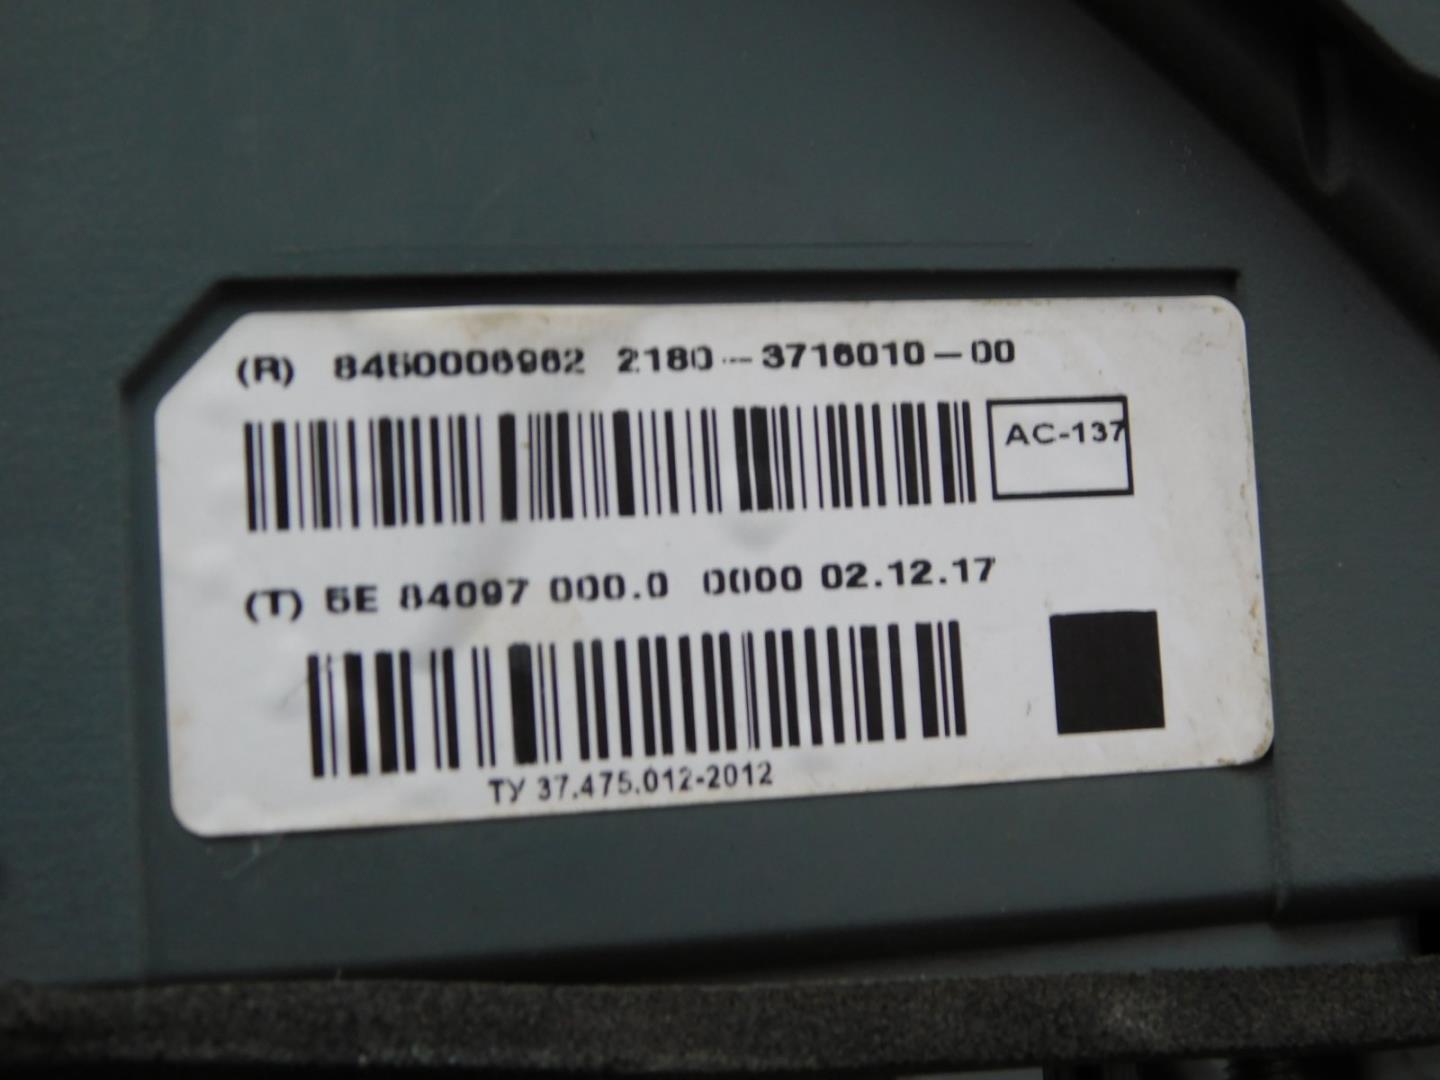 (R) 8450006962 2180-3716010-00
AC-137
(T) 5E 84097 000.0 0000 02.12.17
ТУ 37.475.012-2012